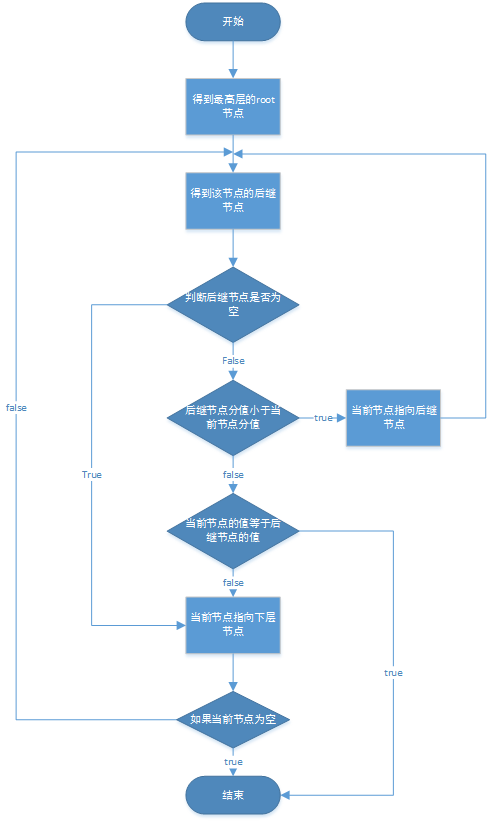 开始
得到最高层的root
节点
得到该节点的后继
节点
判断后继节点是否为
空
False
后继节点分值小于当
前节点分值
true
当前节点指向后继
节点
false
True
false
当前节点的值等于后
继节点的值
false
当前节点指向下层
节点
true
如果当前节点为空
true
结束